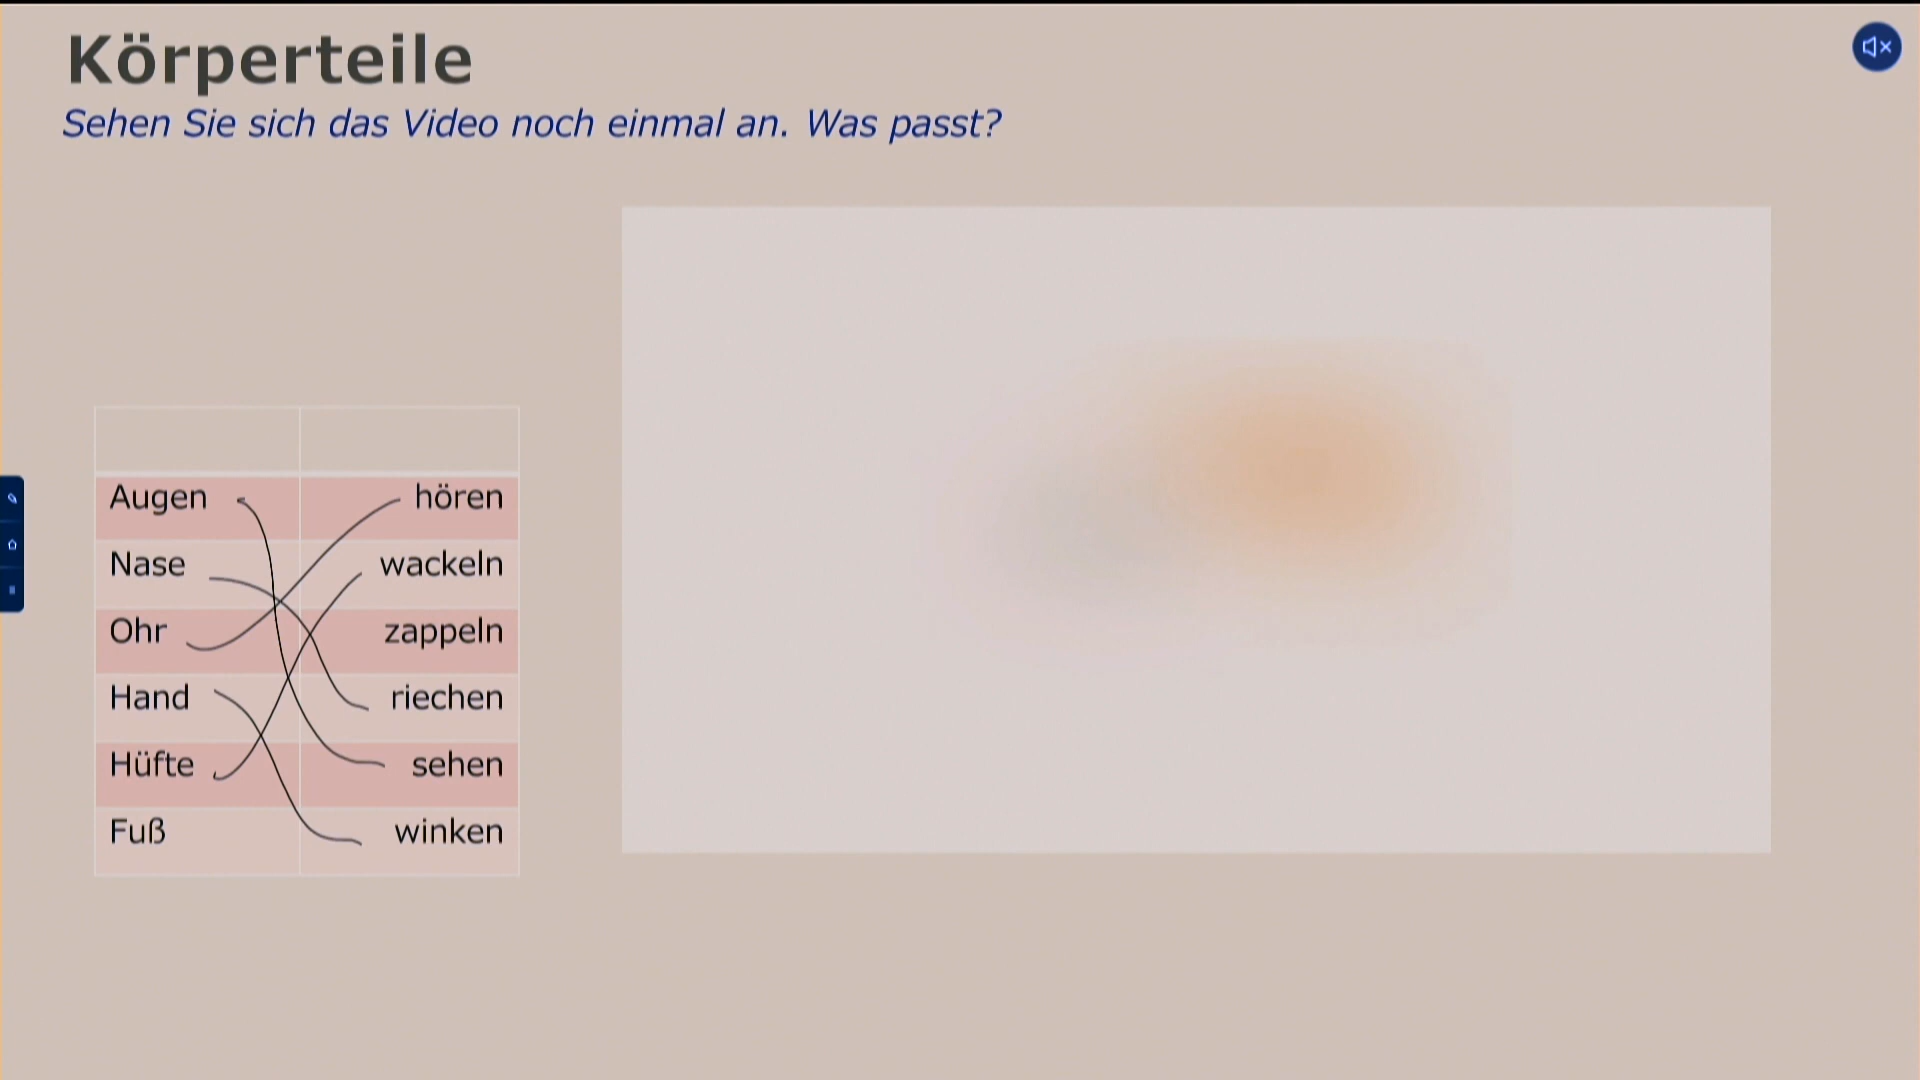 Körperteile
Sehen Sie sich das Video noch einmal an. Was passt?
Augen hören
Nase wackeln
Ohr zappeln
Hand riechen
Hüfte sehen
Fuß winken